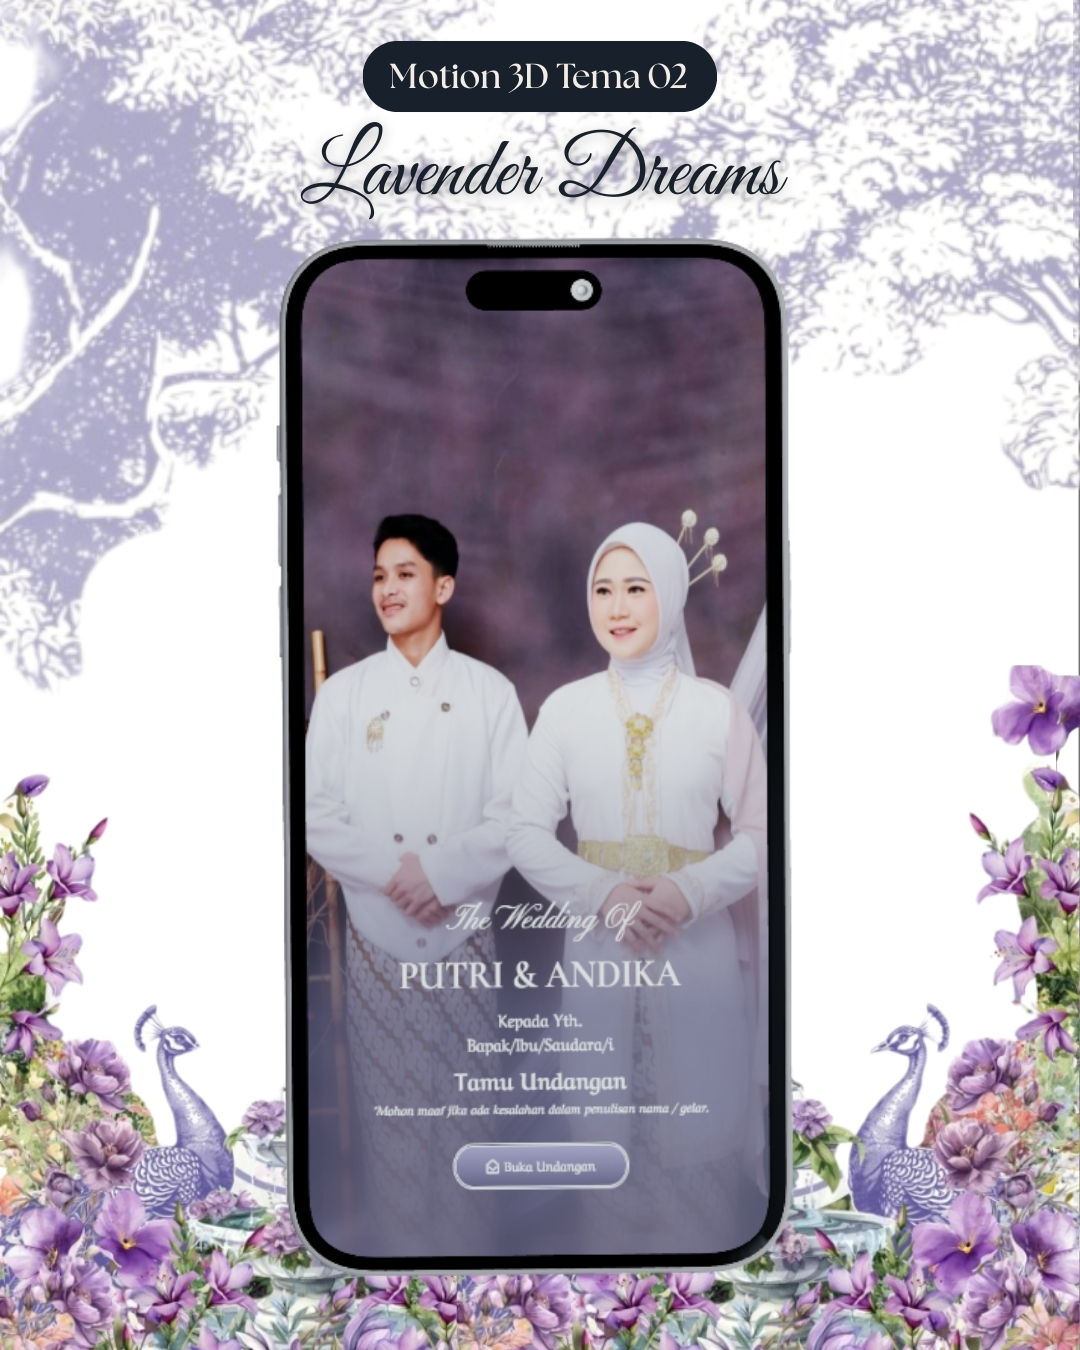 Motion 3D Tema 02
Lavender Dreams
The Wedding Of
PUTRI & ANDIKA
Kepada Yth.
Bapak/Ibu/Saudara/i
Tamu Undangan
*Mohon maaf jika ada kesalahan dalam penulisan nama / gelar.
Buka Undangan